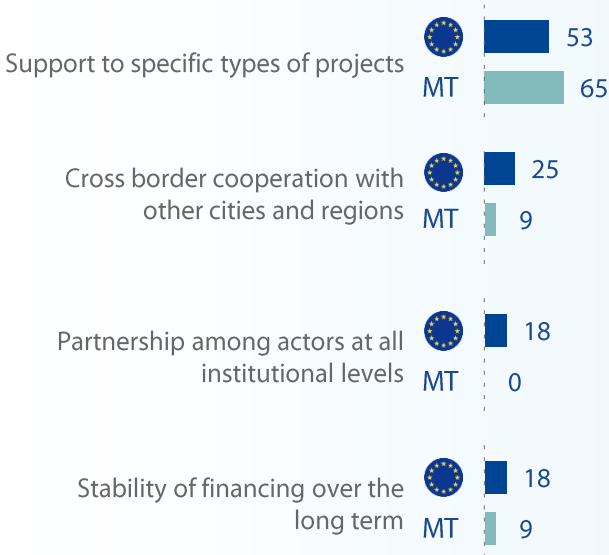 53
Support to specific types of projects
MT 65
Cross border cooperation with
25
other cities and regions
MT 9
Partnership among actors at all
18
institutional levels
MT 0
Stability of financing over the
18
long term
MT 9